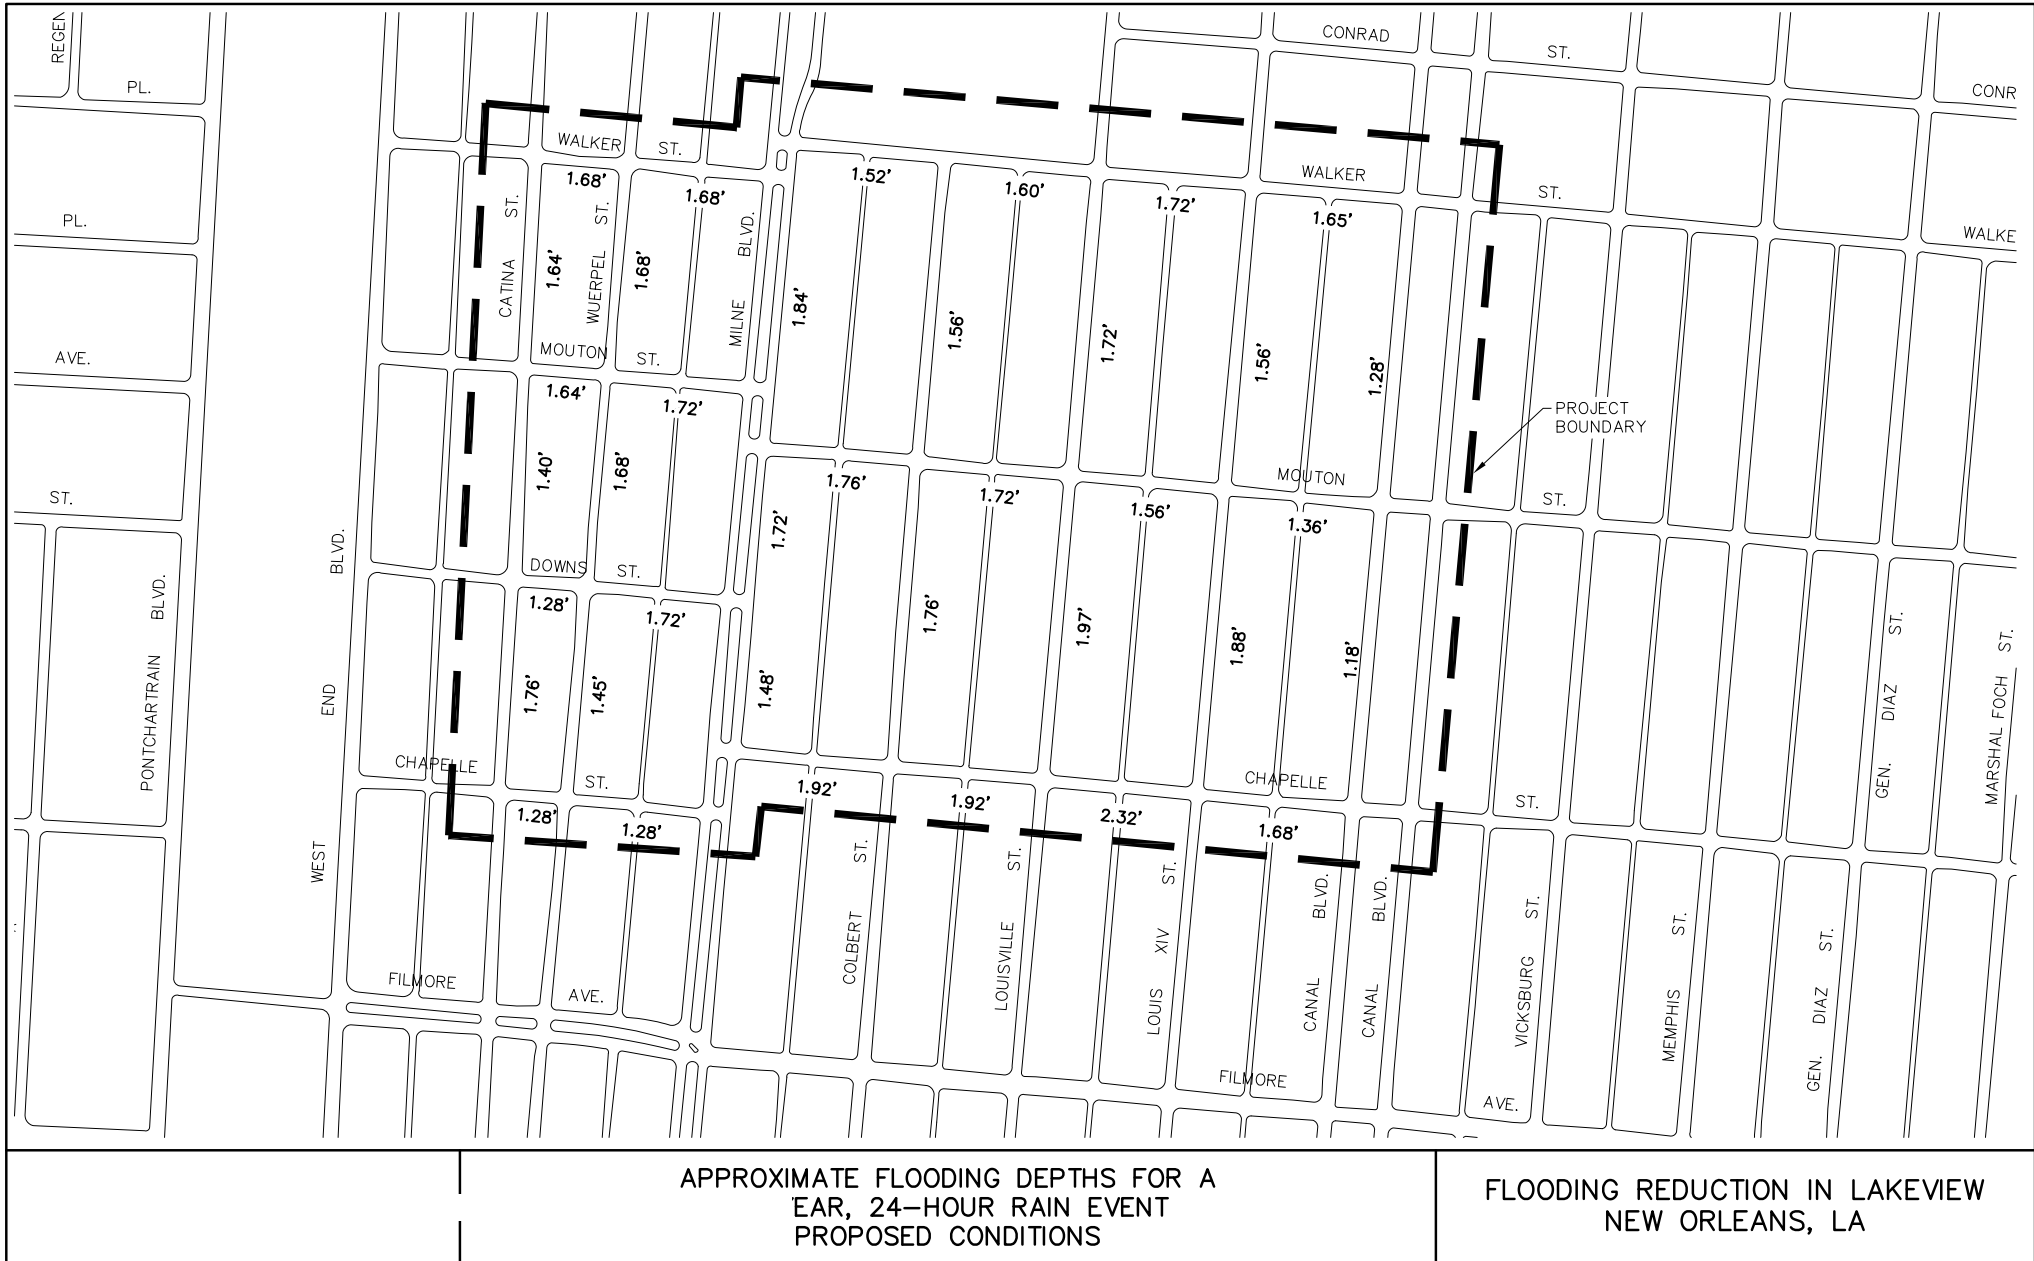 REGEN
CONRAD
ST.
PL.
CONR
WALKER
ST.
WALKER
ST.
1.68'
1.68'
1.52'
1.60'
1.72'
1.65'
PL.
CATINA ST.
WUERPEL ST.
MILNE BLVD.
WALKE
1.64'
1.68'
1.84'
1.56'
1.72'
1.56'
1.28'
AVE.
MOUTON
ST.
1.64'
1.72'
PROJECT
BOUNDARY
1.40'
1.68'
1.76'
1.72'
1.56'
MOUTON
1.36'
ST.
ST.
1.72'
WEST END BLVD.
PONTCHARTRAIN BLVD.
DOWNS
ST.
1.28'
1.72'
1.76'
1.97'
1.88'
1.18'
1.76'
1.45'
1.48'
GEN. DIAZ ST.
MARSHAL FOCH ST.
CHAPELLE
ST.
CHAPELLE
ST.
1.28'
1.28'
1.92'
1.92'
2.32'
1.68'
COLBERT ST.
LOUISVILLE ST.
LOUIS XIV ST.
CANAL BLVD.
CANAL BLVD.
VICKSBURG ST.
MEMPHIS ST.
GEN. DIAZ ST.
FILMORE
AVE.
FILMORE
AVE.
APPROXIMATE FLOODING DEPTHS FOR A
EAR, 24-HOUR RAIN EVENT
PROPOSED CONDITIONS
FLOODING REDUCTION IN LAKEVIEW
NEW ORLEANS, LA